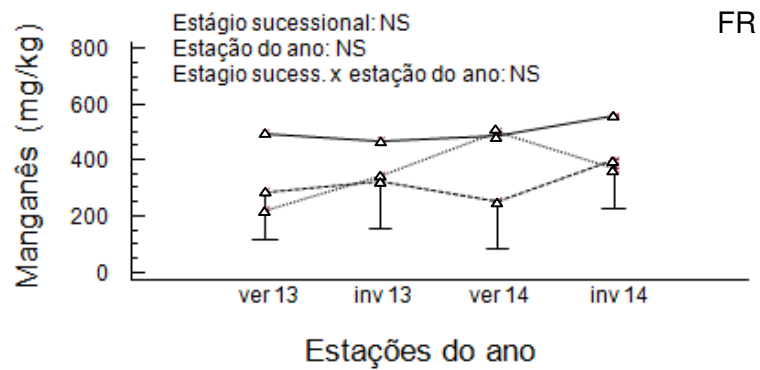 Estágio sucessional: NS
FR
Estação do ano: NS
Estagio sucess. x estação do ano: NS
Manganês (mg/kg)
800
600
400
200
0
ver 13 inv 13 ver 14 inv 14
Estações do ano